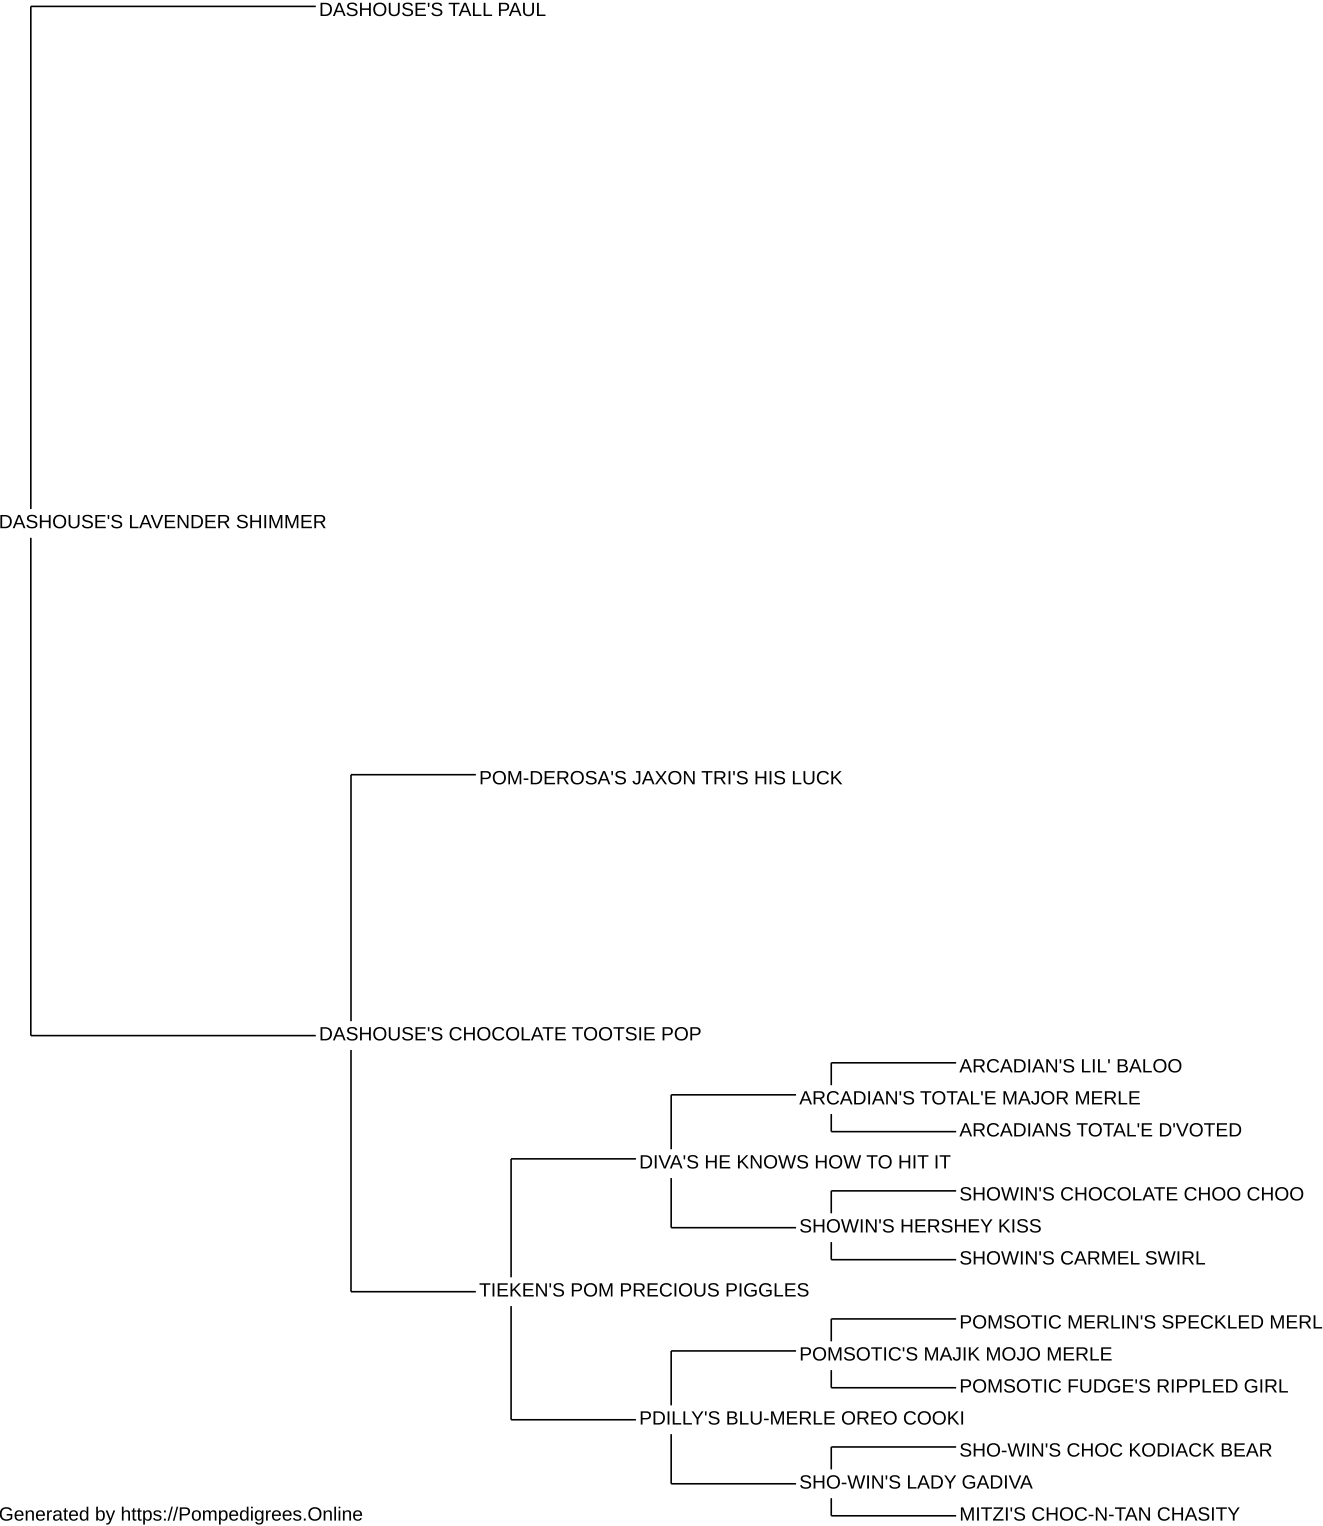 DASHOUSE'S TALL PAUL
DASHOUSE'S LAVENDER SHIMMER
POM-DEROSA'S JAXON TRI'S HIS LUCK
DASHOUSE'S CHOCOLATE TOOTSIE POP
ARCADIAN'S LIL' BALOO
ARCADIAN'S TOTAL'E MAJOR MERLE
ARCADIANS TOTAL'E D'VOTED
DIVA'S HE KNOWS HOW TO HIT IT
SHOWIN'S CHOCOLATE CHOO CHOO
SHOWIN'S HERSHEY KISS
SHOWIN'S CARMEL SWIRL
TIEKEN'S POM PRECIOUS PIGGLES
POMSOTIC MERLIN'S SPECKLED MERL
POMSOTIC'S MAJIK MOJO MERLE
POMSOTIC FUDGE'S RIPPLED GIRL
PDILLY'S BLU-MERLE OREO COOKI
SHO-WIN'S CHOC KODIACK BEAR
SHO-WIN'S LADY GADIVA
MITZI'S CHOC-N-TAN CHASITY
Generated by https://Pompedigrees.Online